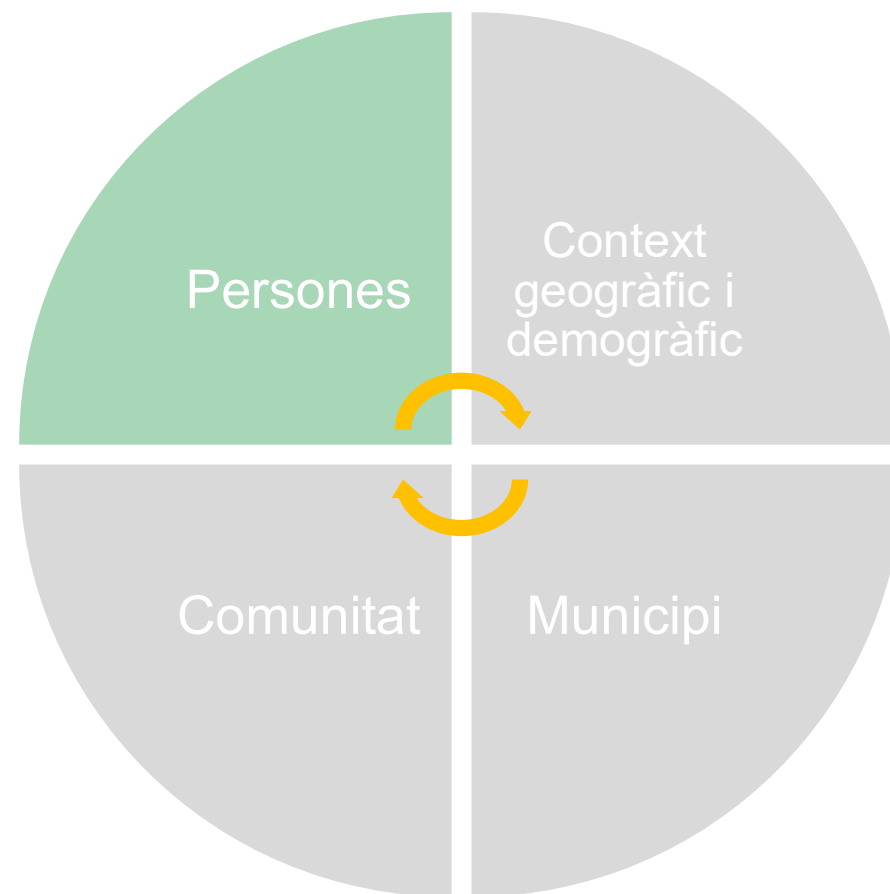 Persones
Context
geogràfic i
demogràfic
Comunitat
Municipi